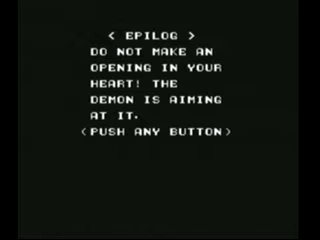 < EPILOG >
DO NOT MAKE AN
OPENING IN YOUR
HEART! THE
DEMON IS AIMING
AT IT.
(PUSH ANY BUTTON)